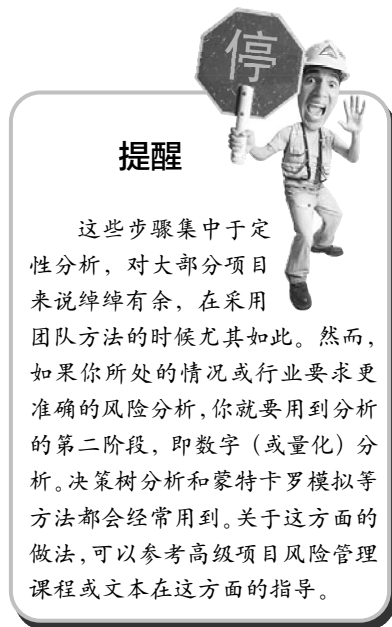 停
提醒
这些步骤集中于定
性分析，对大部分项目
来说绰绰有余，在采用
团队方法的时候尤其如此。然而，
如果你所处的情况或行业要求更
准确的风险分析，你就要用到分析
的第二阶段，即数字（或量化）分
析。决策树分析和蒙特卡罗模拟等
方法都会经常用到。关于这方面的
做法，可以参考高级项目风险管理
课程或文本在这方面的指导。